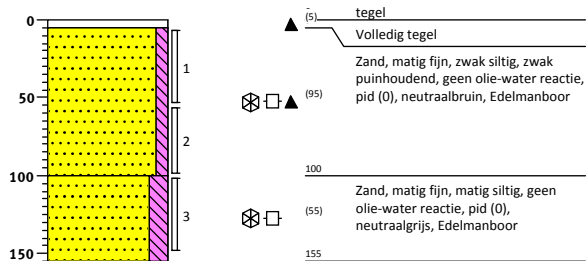 0
50
100
150
1
2
3
(5)
tegel
Volledig tegel
(95)
Zand, matig fijn, zwak siltig, zwak
puinhoudend, geen olie-water reactie,
pid (0), neutraalbruin, Edelmanboor
100
(55)
Zand, matig fijn, matig siltig, geen
olie-water reactie, pid (0),
neutraalgrijs, Edelmanboor
155